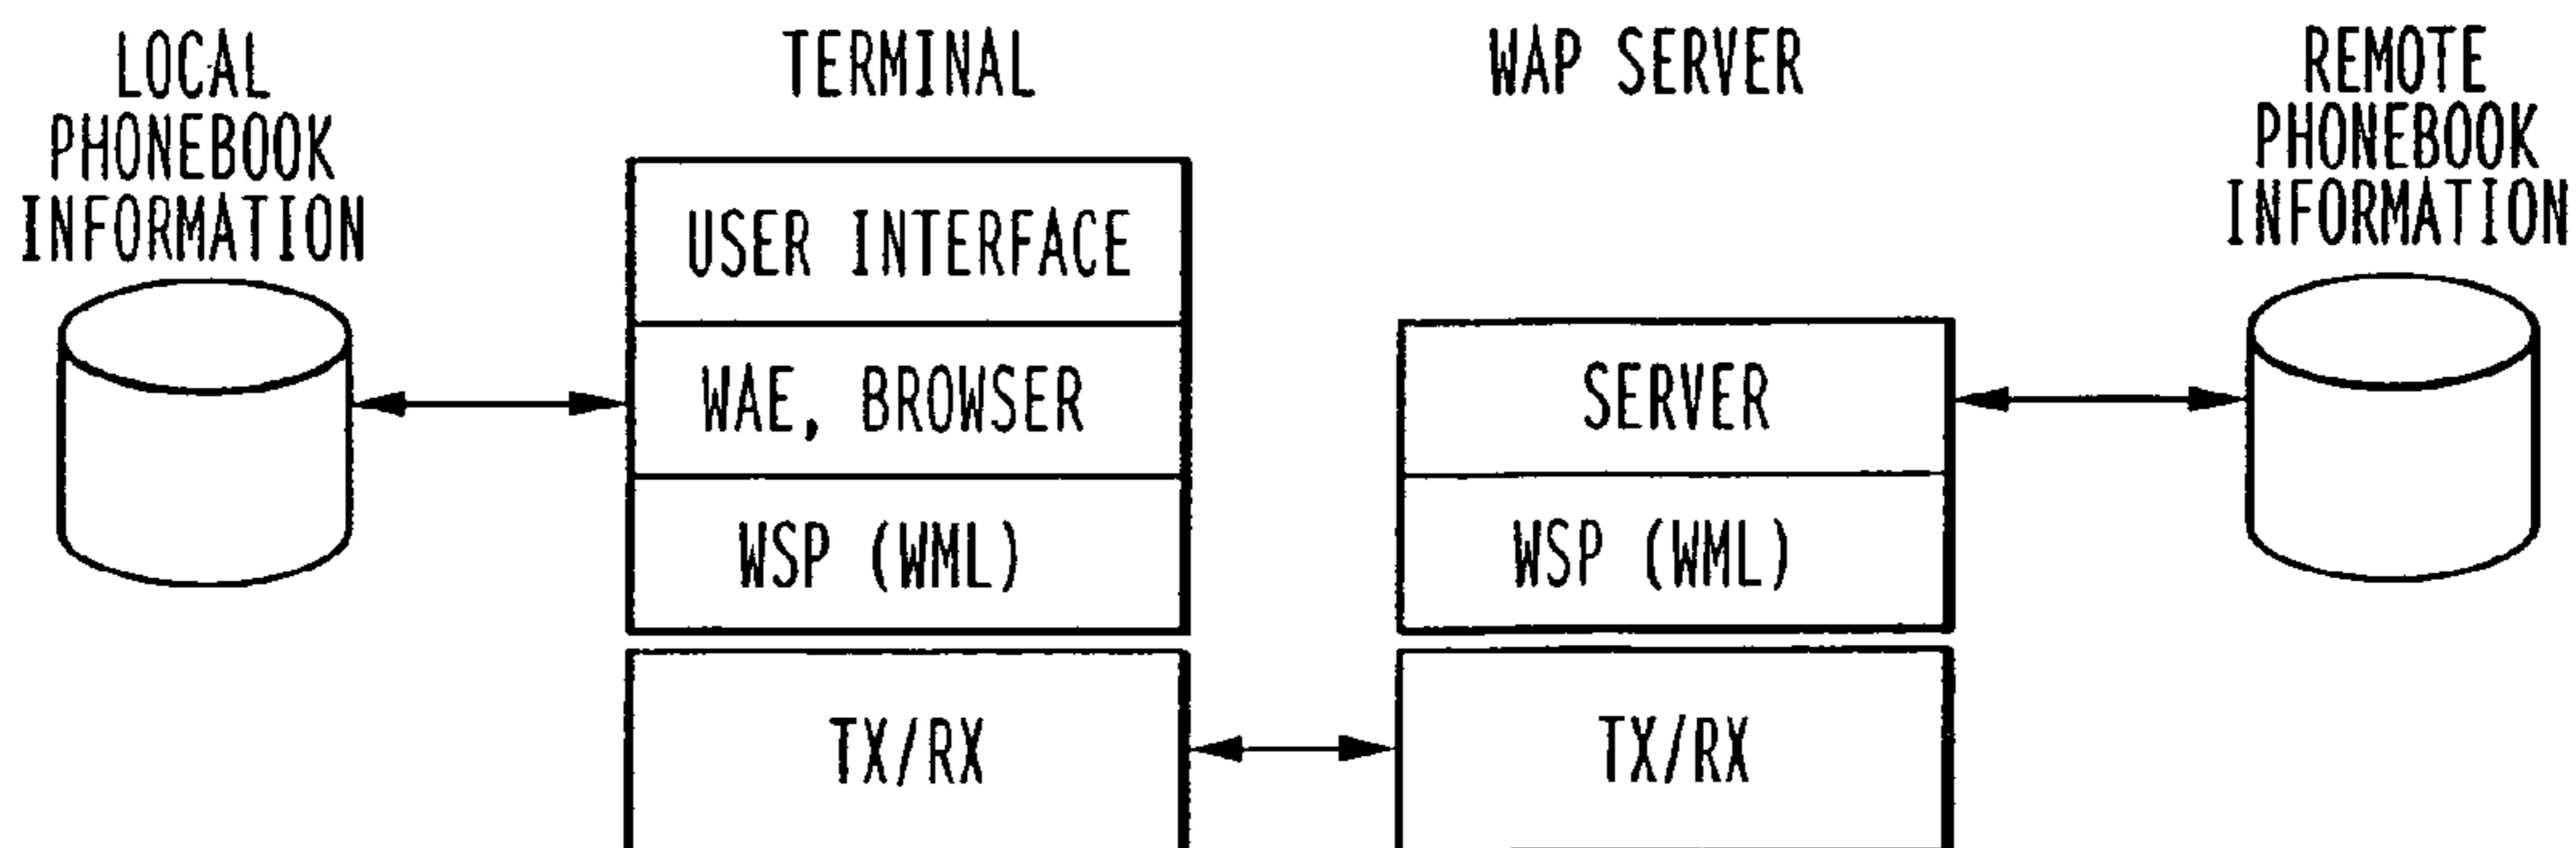 LOCAL
PHONEBOOK
INFORMATION
TERMINAL
USER INTERFACE
WAE, BROWSER
WSP (WML)
TX/RX
WAP SERVER
SERVER
WSP (WML)
TX/RX
REMOTE
PHONEBOOK
INFORMATION